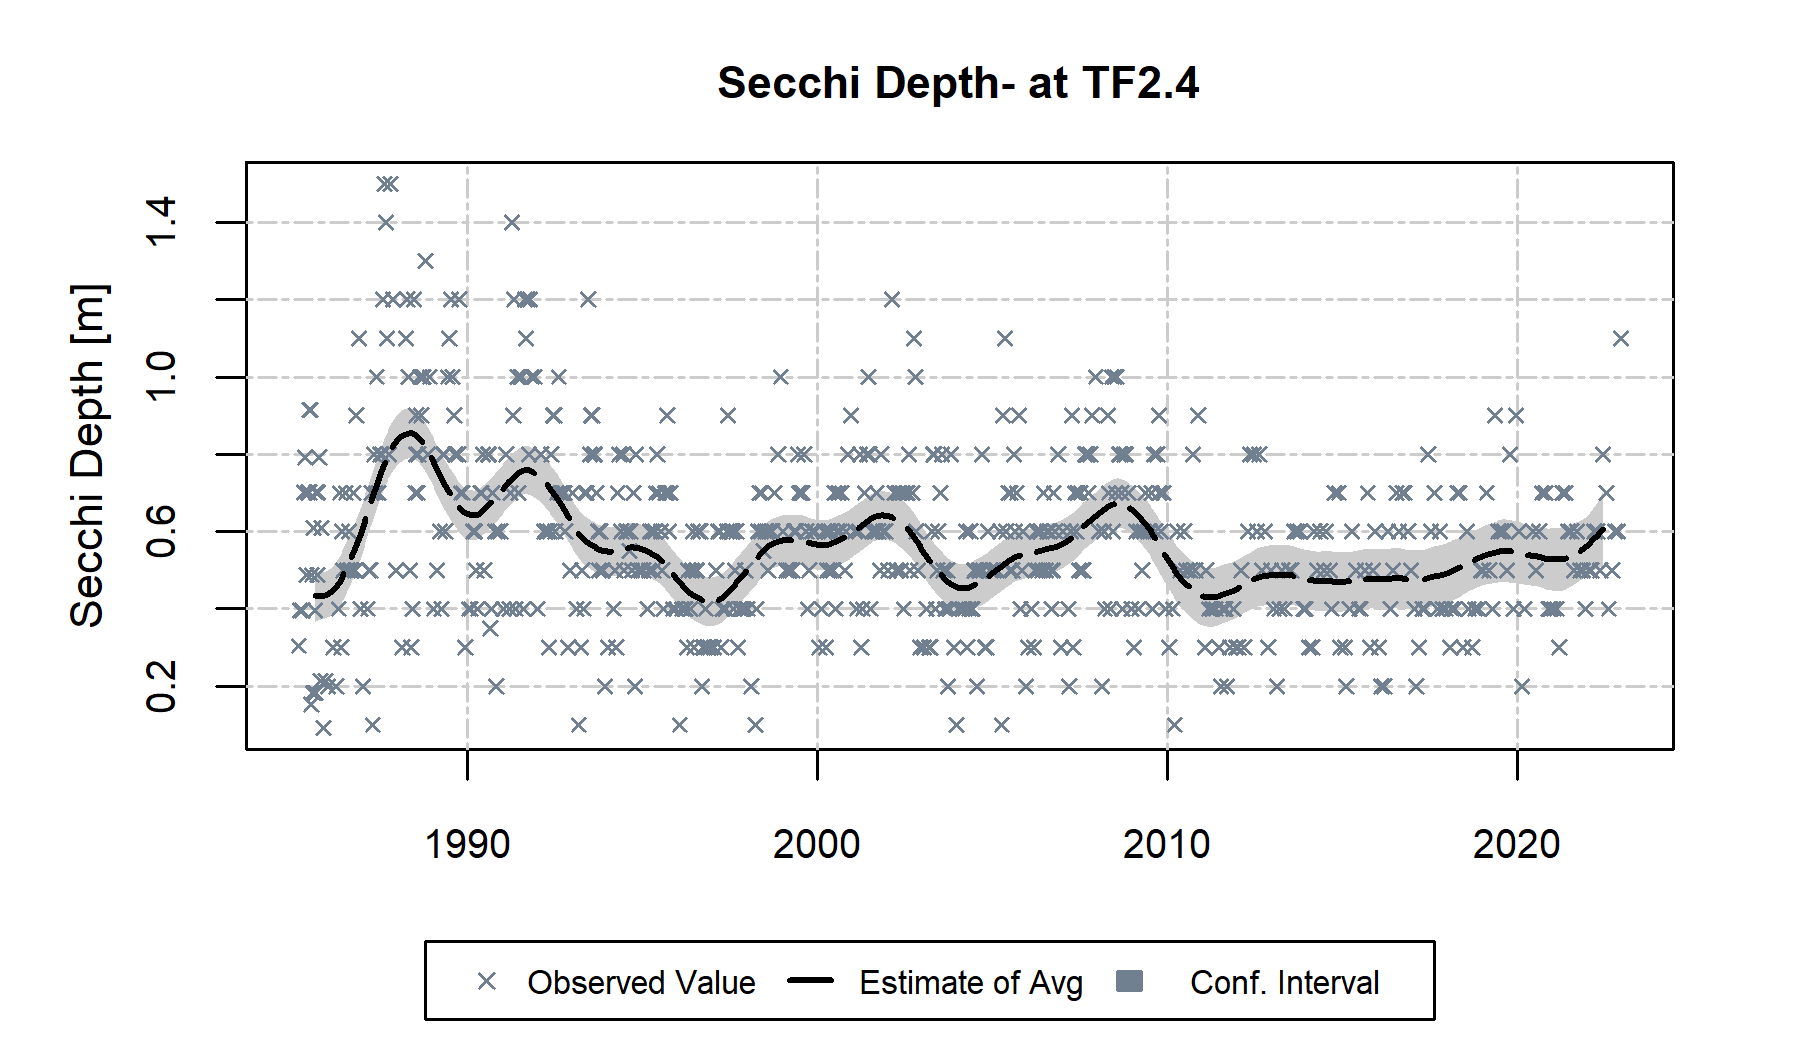 Secchi Depth- at TF2.4
Secchi Depth [m]
1.4
1.0
0.6
0.2
1990 2000 2010 2020
Observed Value Estimate of Avg Conf. Interval